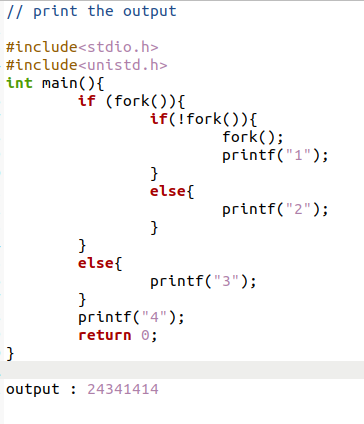 // print the output
#include<stdio.h>
#include<unistd.h>
int main(){
if (fork()){
if(!fork()){
fork();
printf("1");
}
else{
printf("2");
}
}
else{
printf("3");
}
printf("4");
return 0;
}
output : 24341414